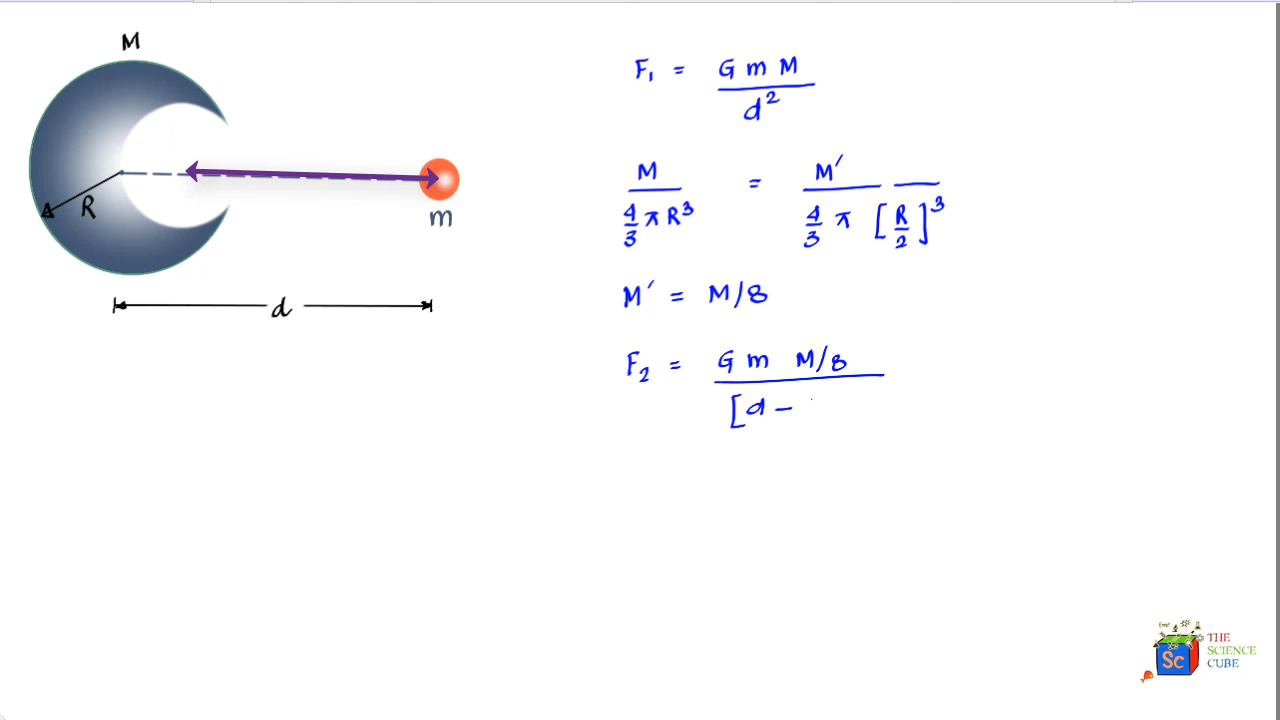 M
R
m
d
F₁ = G m M / d²
M / (4/3 π R³) = M′ / (4/3 π [R/2]³)
M′ = M/8
F₂ = G m M/8 / [d –
Sc
THE
SCIENCE
CUBE